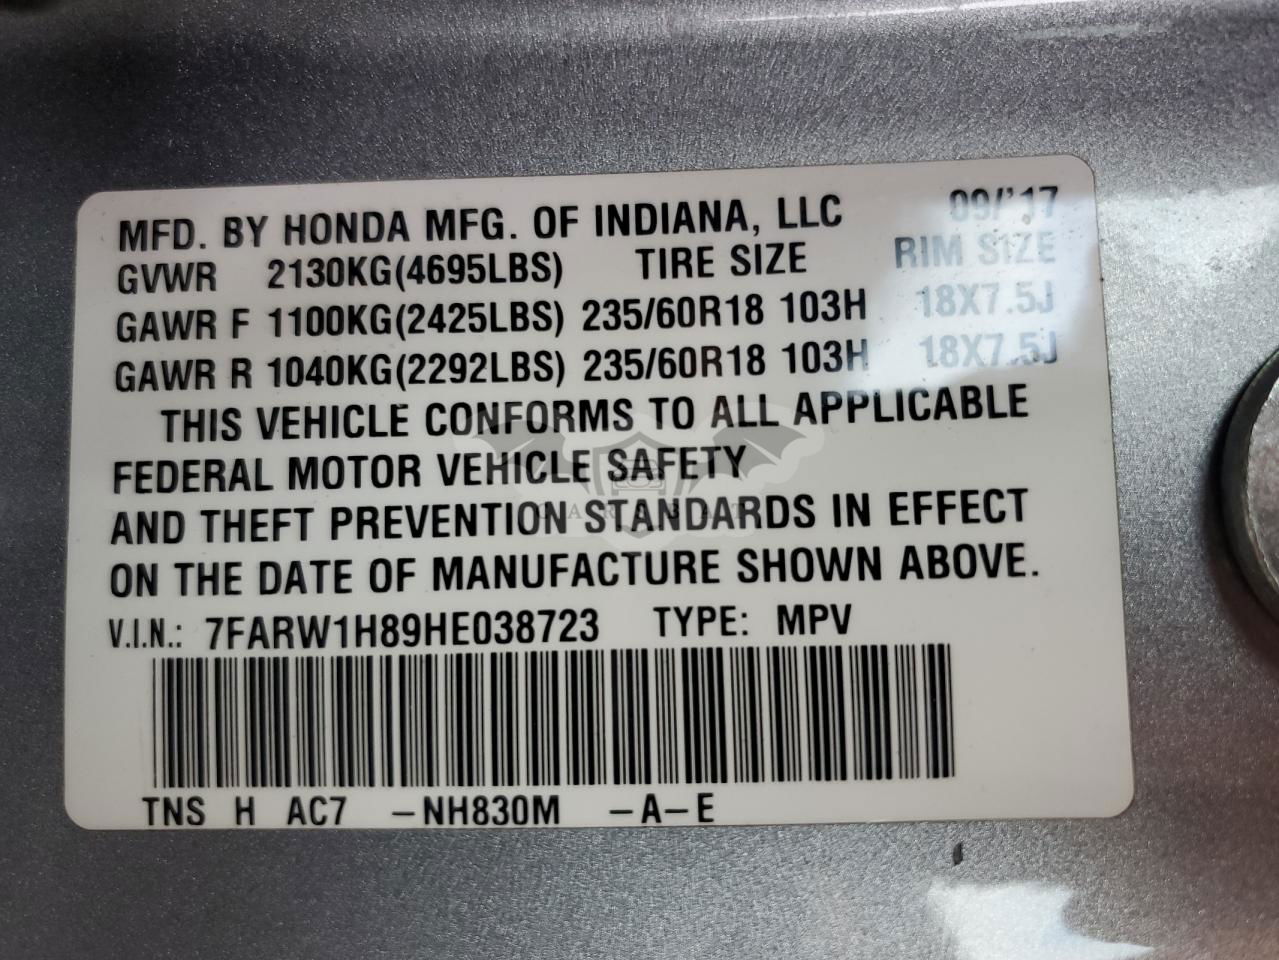 MFD. BY HONDA MFG. OF INDIANA, LLC 09/'17
GVWR 2130KG(4695LBS) TIRE SIZE RIM SIZE
GAWR F 1100KG(2425LBS) 235/60R18 103H 18X7.5J
GAWR R 1040KG(2292LBS) 235/60R18 103H 18X7.5J
THIS VEHICLE CONFORMS TO ALL APPLICABLE
FEDERAL MOTOR VEHICLE SAFETY
AND THEFT PREVENTION STANDARDS IN EFFECT
ON THE DATE OF MANUFACTURE SHOWN ABOVE.
V.I.N.: 7FARW1H89HE038723 TYPE: MPV
TNS H AC7 -NH830M -A-E